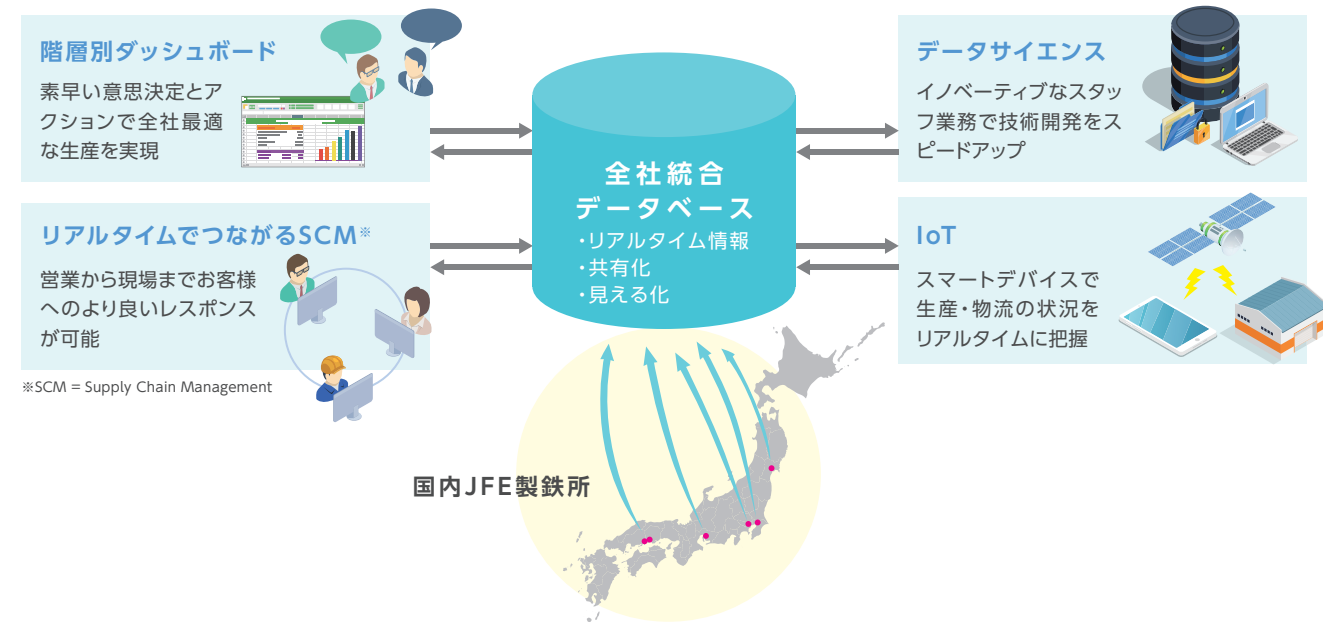 階層別ダッシュボード
素早い意思決定とア
クションで全社最適
な生産を実現
リアルタイムでつながるSCM※
営業から現場までお客様
へのより良いレスポンス
が可能
※SCM = Supply Chain Management
全社統合
データベース
・リアルタイム情報
・共有化
・見える化
データサイエンス
イノベーティブなスタッ
フ業務で技術開発をス
ピードアップ
IoT
スマートデバイスで
生産・物流の状況を
リアルタイムに把握
国内JFE製鉄所